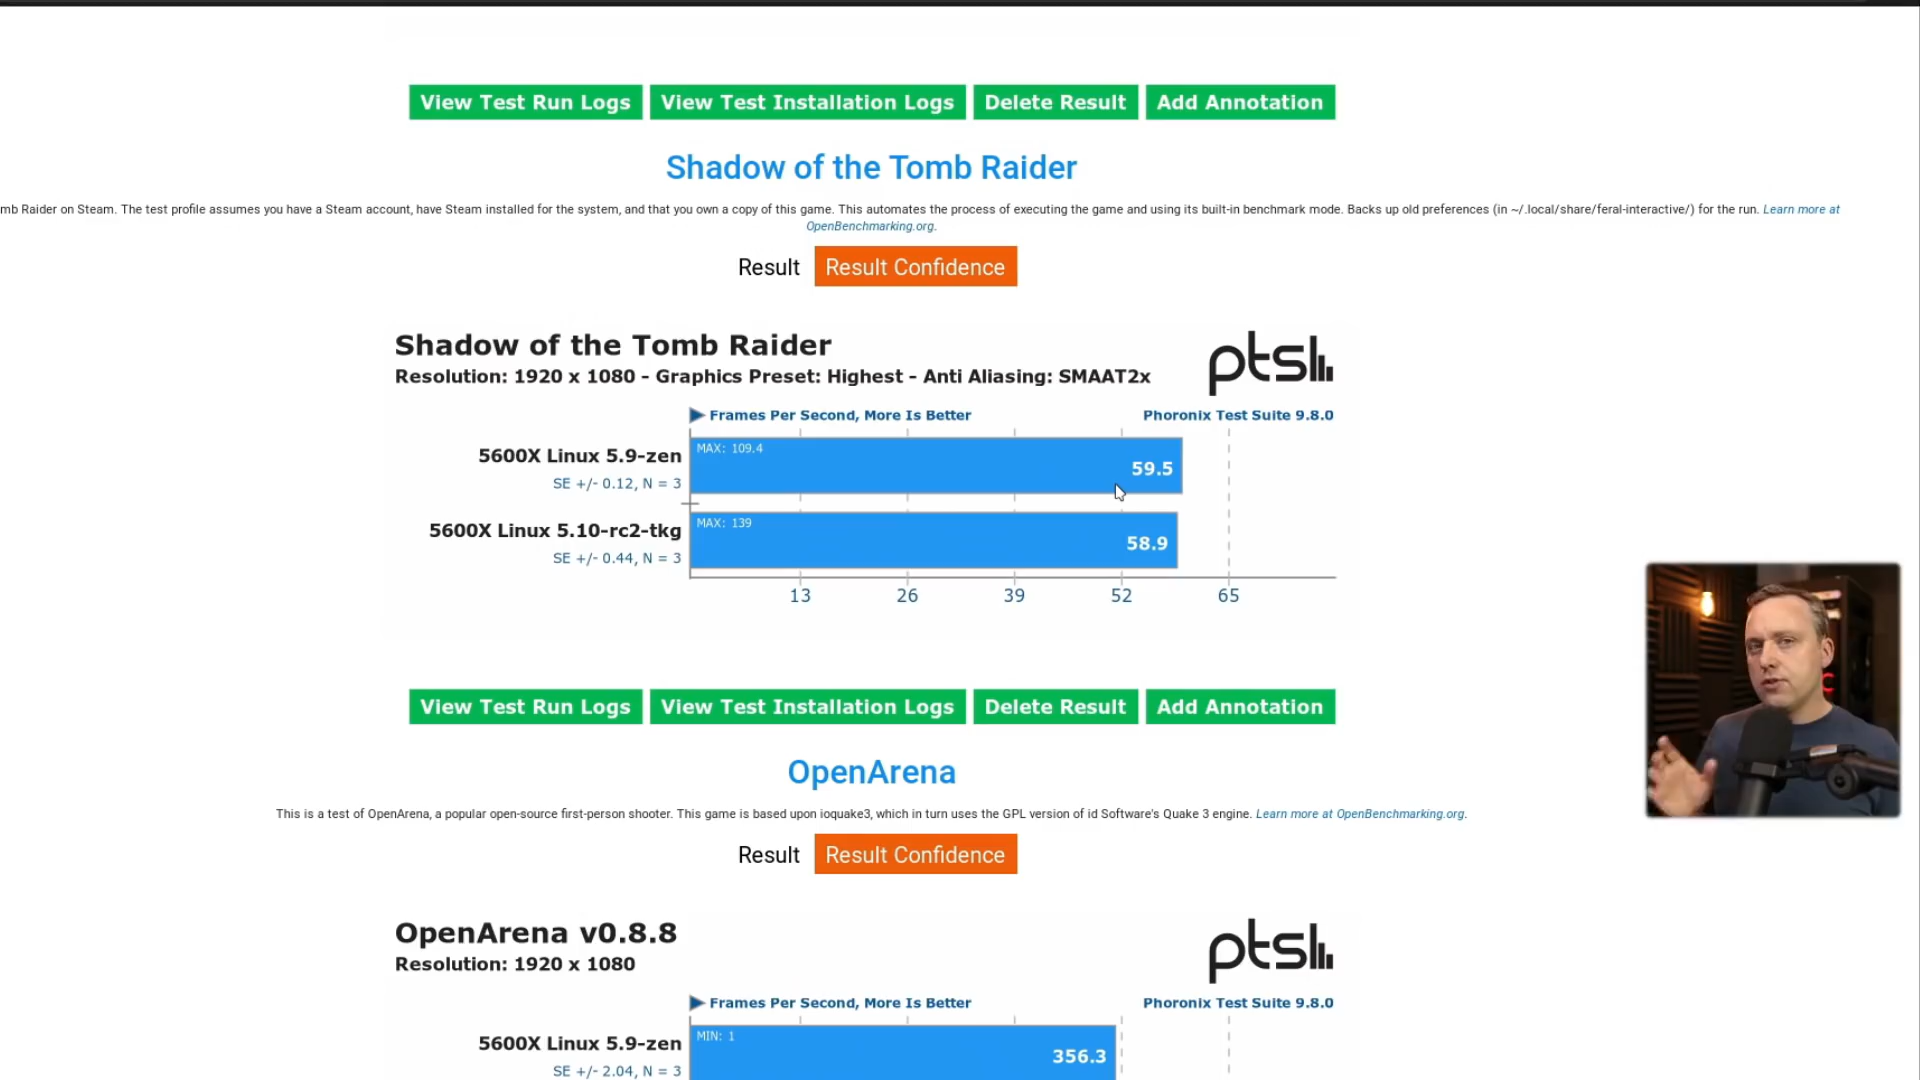 View Test Run Logs View Test Installation Logs Delete Result Add Annotation
Shadow of the Tomb Raider
mb Raider on Steam. The test profile assumes you have a Steam account, have Steam installed for the system, and that you own a copy of this game. This automates the process of executing the game and using its built-in benchmark mode. Backs up old preferences (in ~/.local/share/feral-interactive/) for the run. Learn more at
OpenBenchmarking.org.
Result Result Confidence
Shadow of the Tomb Raider
ptsl
Resolution: 1920 x 1080 - Graphics Preset: Highest - Anti Aliasing: SMAAT2x
Frames Per Second, More Is Better Phoronix Test Suite 9.8.0
5600X Linux 5.9-zen MAX: 109.4 59.5
SE +/- 0.12, N = 3
5600X Linux 5.10-rc2-tkg MAX: 139 58.9
SE +/- 0.44, N = 3
13 26 39 52 65
View Test Run Logs View Test Installation Logs Delete Result Add Annotation
OpenArena
This is a test of OpenArena, a popular open-source first-person shooter. This game is based upon ioquake3, which in turn uses the GPL version of id Software's Quake 3 engine. Learn more at OpenBenchmarking.org.
Result Result Confidence
OpenArena v0.8.8
ptsl
Resolution: 1920 x 1080
Frames Per Second, More Is Better Phoronix Test Suite 9.8.0
5600X Linux 5.9-zen MIN: 1 356.3
SE +/- 2.04, N = 3